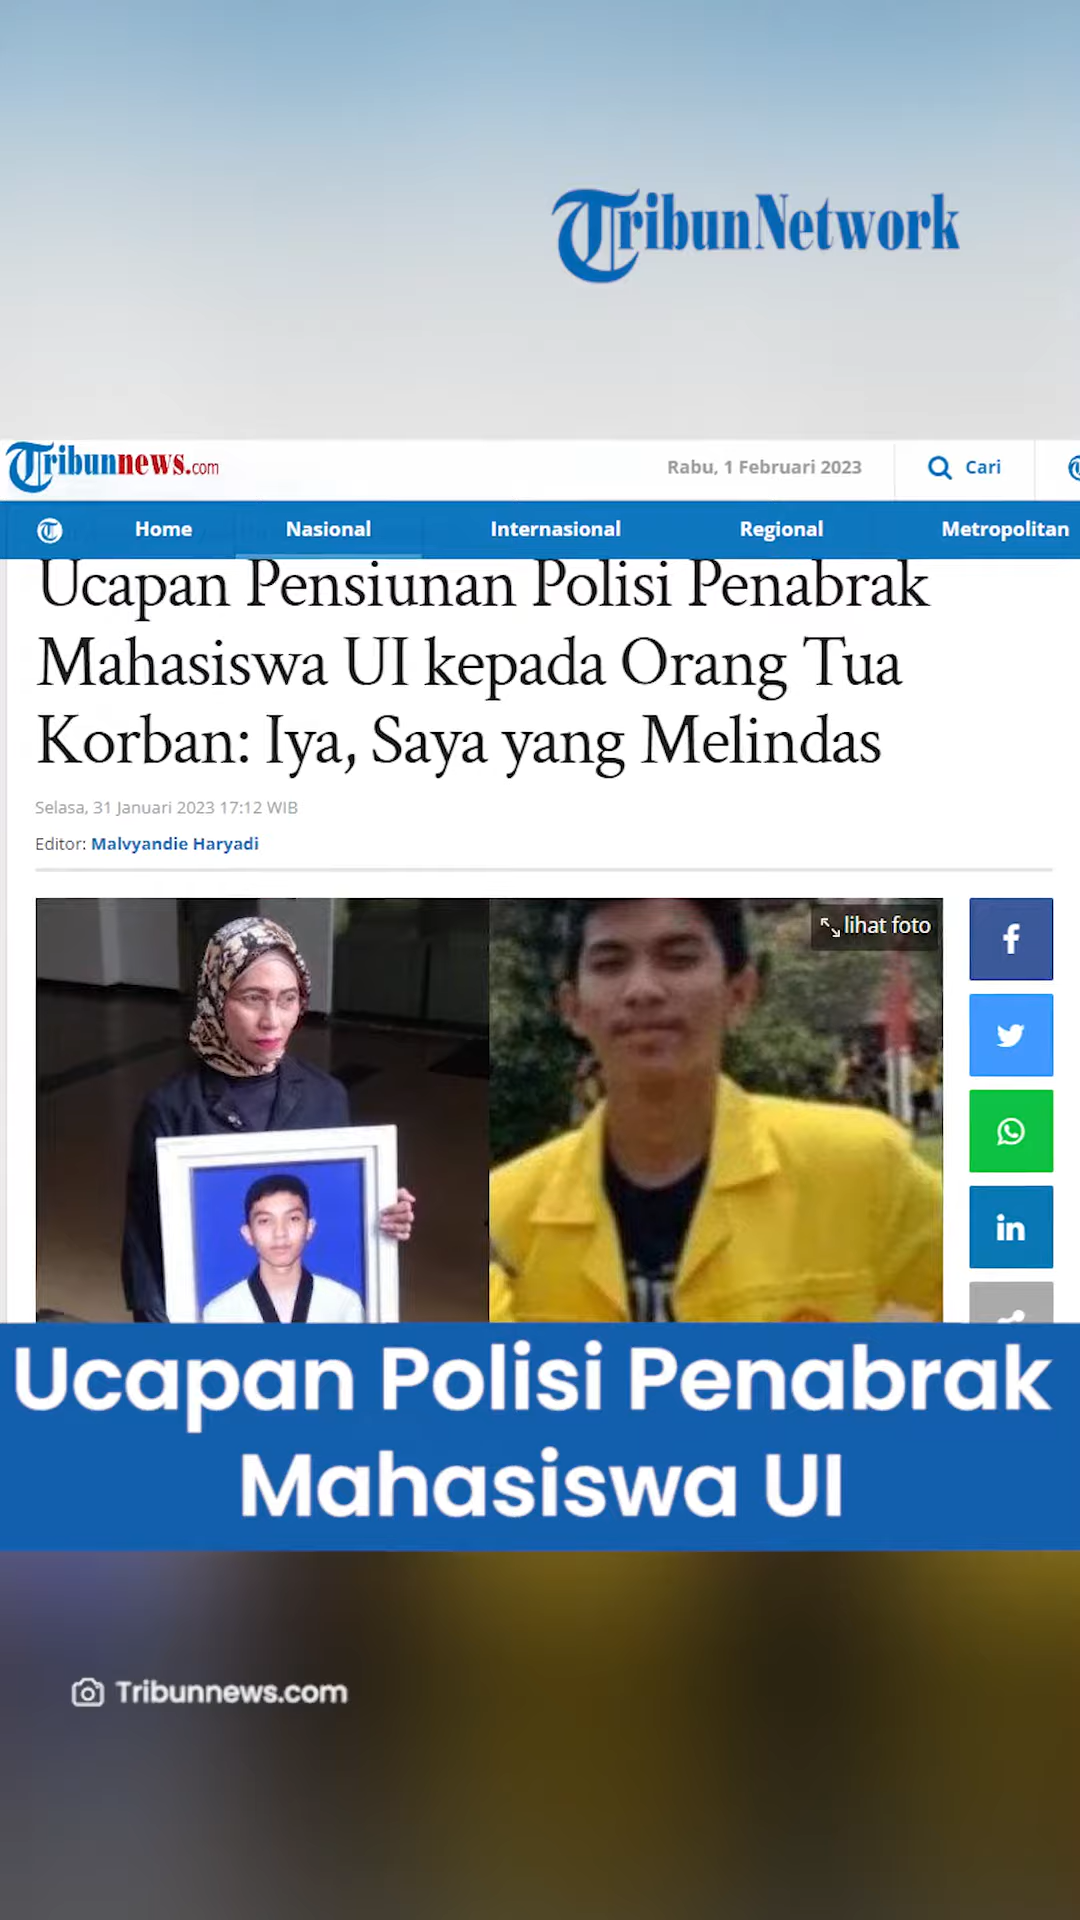 TribunNetwork
Tribunnews.com
Rabu, 1 Februari 2023
Cari
Home
Nasional
Internasional
Regional
Metropolitan
Ucapan Pensiunan Polisi Penabrak
Mahasiswa UI kepada Orang Tua
Korban: Iya, Saya yang Melindas
Selasa, 31 Januari 2023 17:12 WIB
Editor: Malvyandie Haryadi
lihat foto
Ucapan Polisi Penabrak
Mahasiswa UI
Tribunnews.com